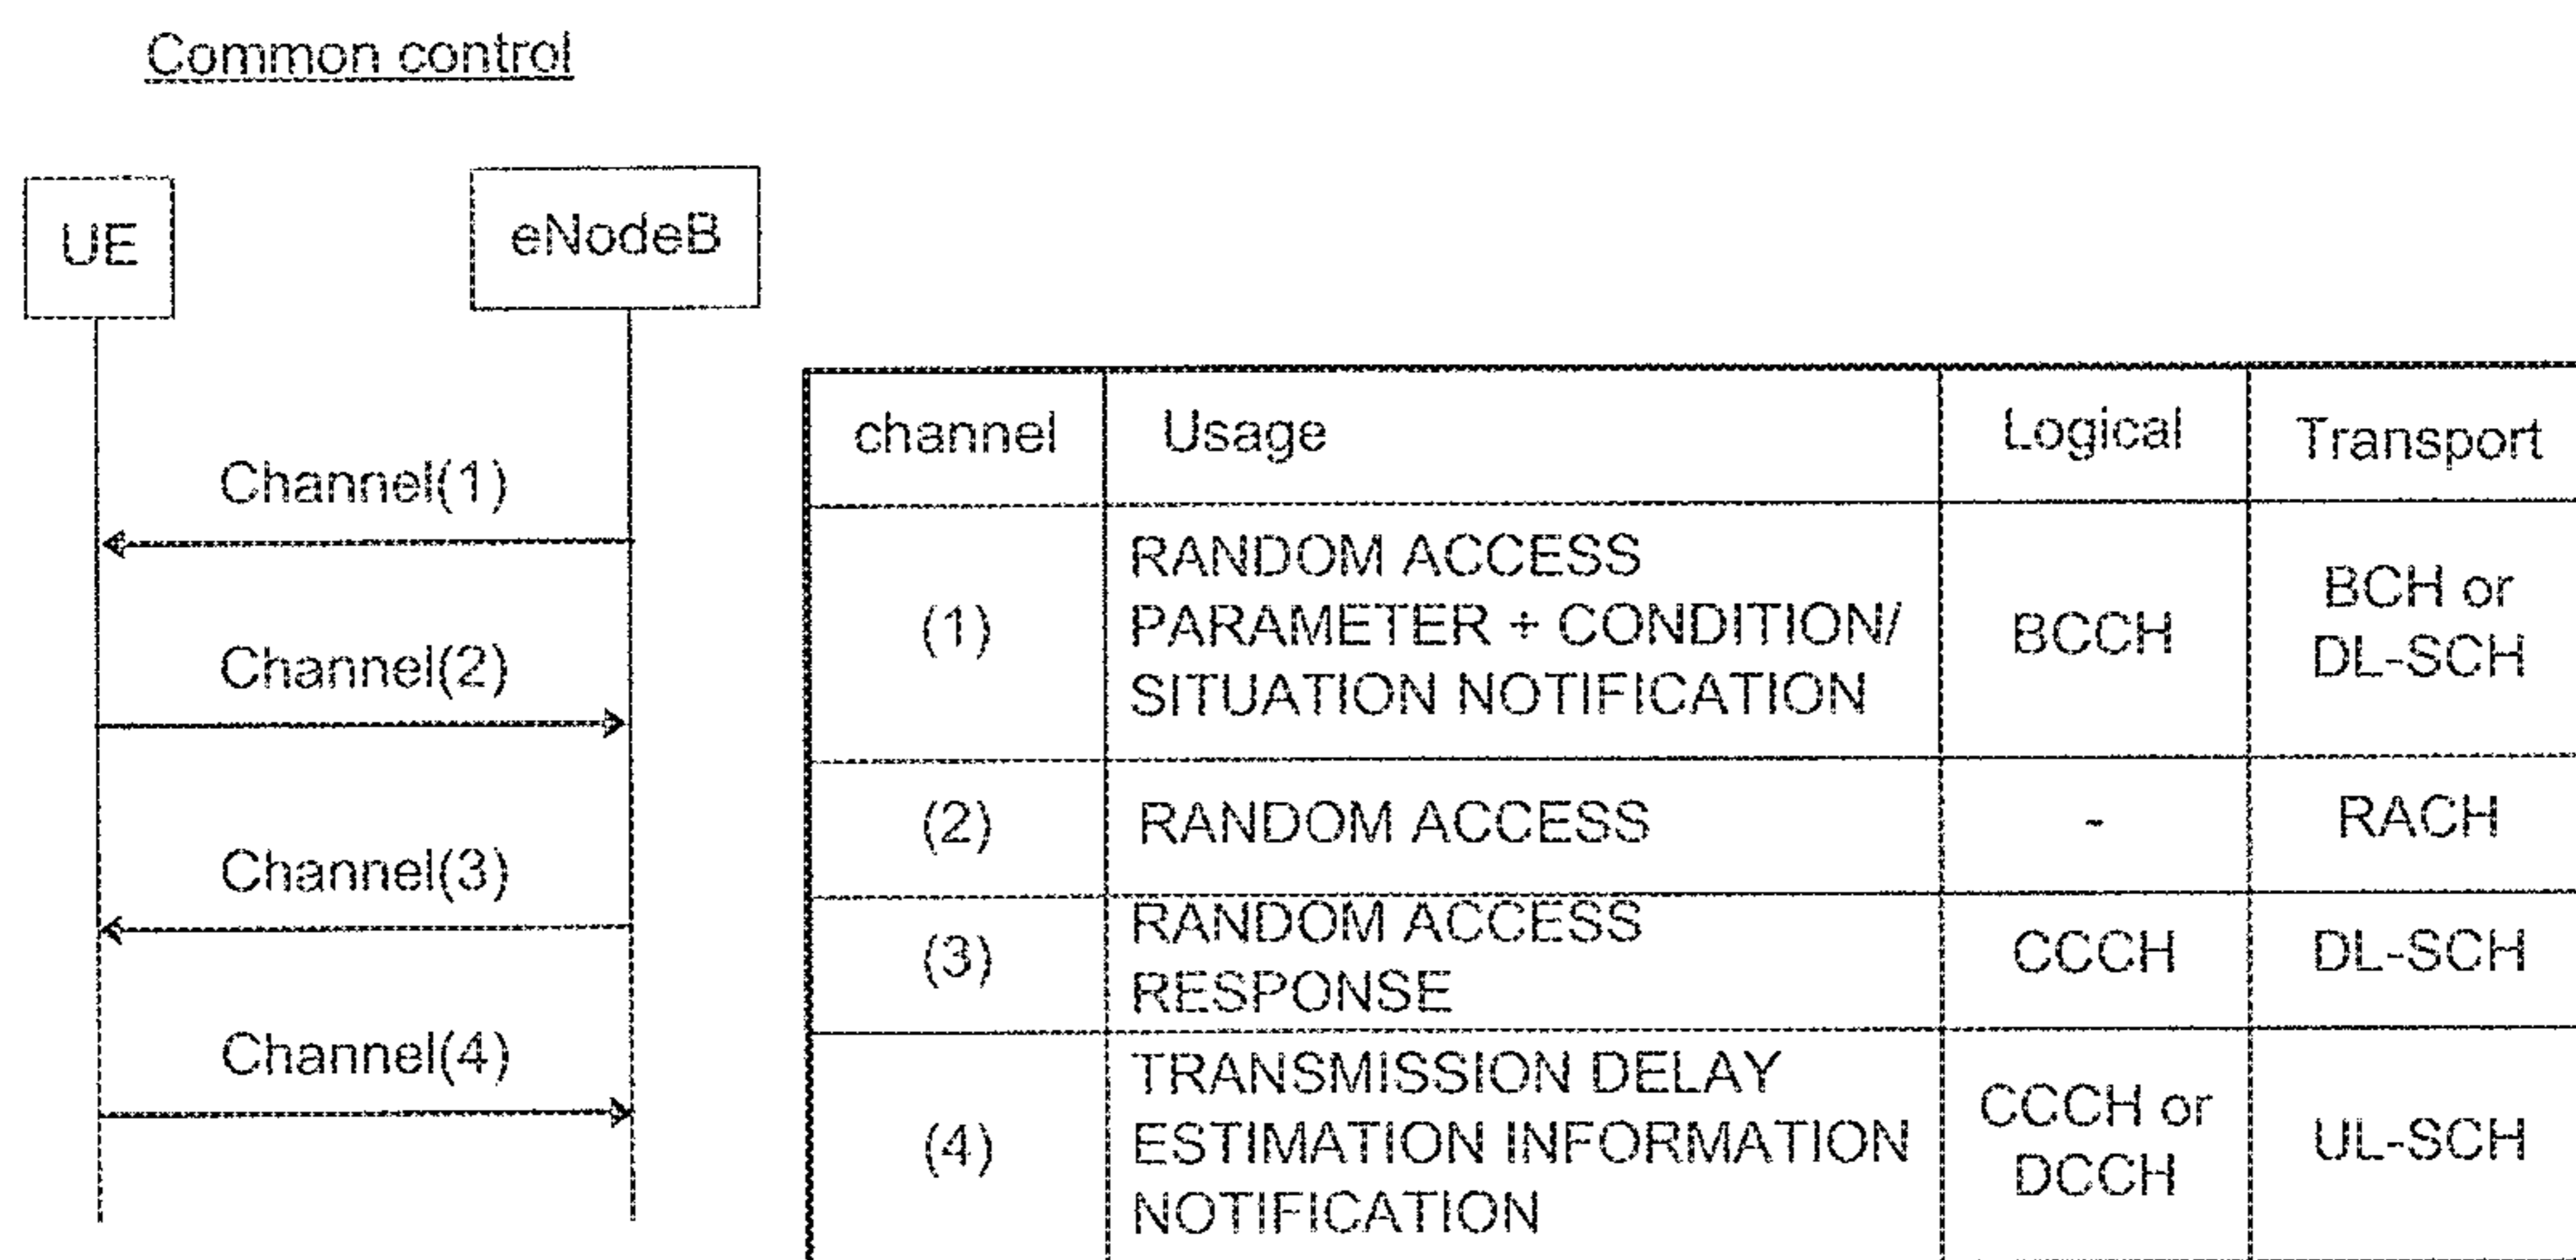 Common control
UE
eNodeB
Channel(1)
Channel(2)
Channel(3)
Channel(4)
channel Usage Logical Transport
(1) RANDOM ACCESS PARAMETER + CONDITION/ SITUATION NOTIFICATION BCCH BCH or DL-SCH
(2) RANDOM ACCESS - RACH
(3) RANDOM ACCESS RESPONSE CCCH DL-SCH
(4) TRANSMISSION DELAY ESTIMATION INFORMATION NOTIFICATION CCCH or DCCH UL-SCH